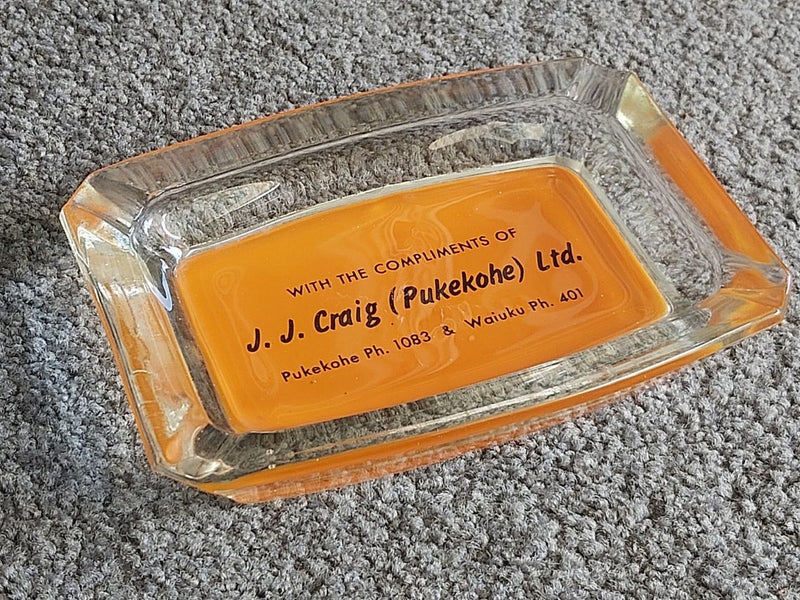 WITH THE COMPLIMENTS OF
J. J. Craig (Pukekohe) Ltd.
Pukekohe Ph. 1083 & Waiuku Ph. 401